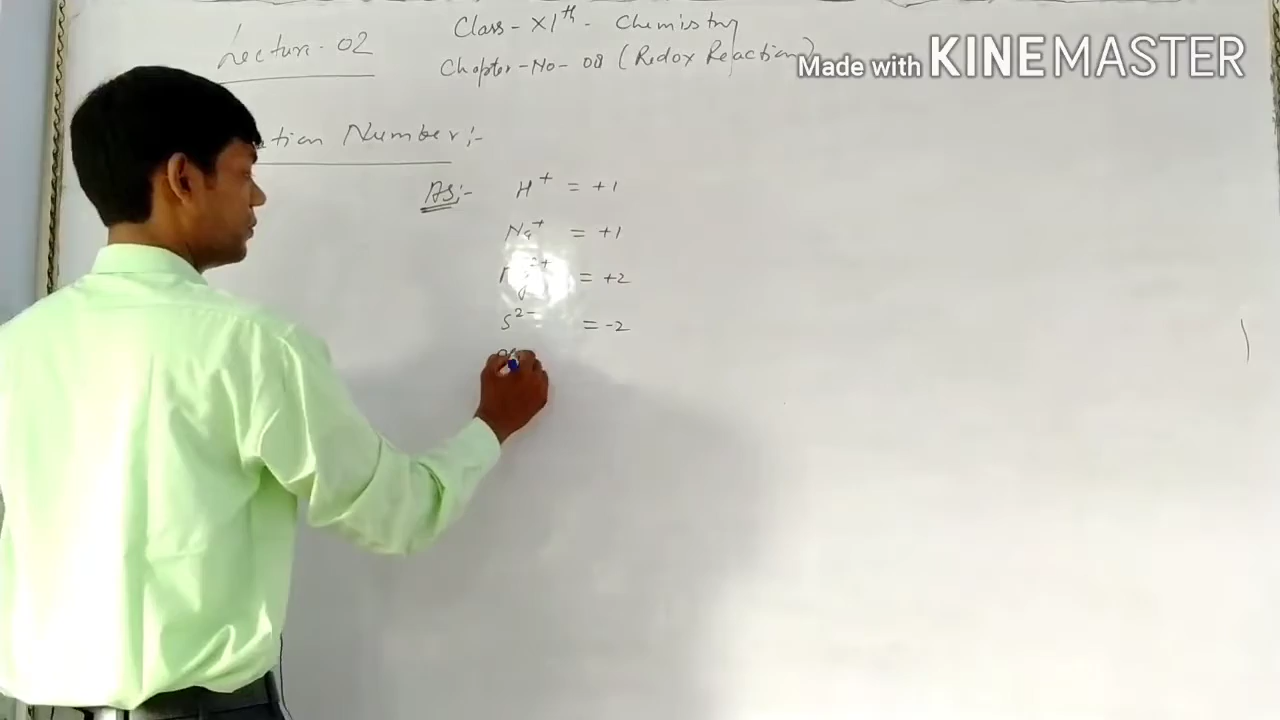 Lecture - 02
Class - XIth - Chemistry
Chapter - No - 08 (Redox Reaction)
Made with KINEMASTER
Number :-
AS :- H+ = +1
Na+ = +1
2+ = +2
S2- = -2